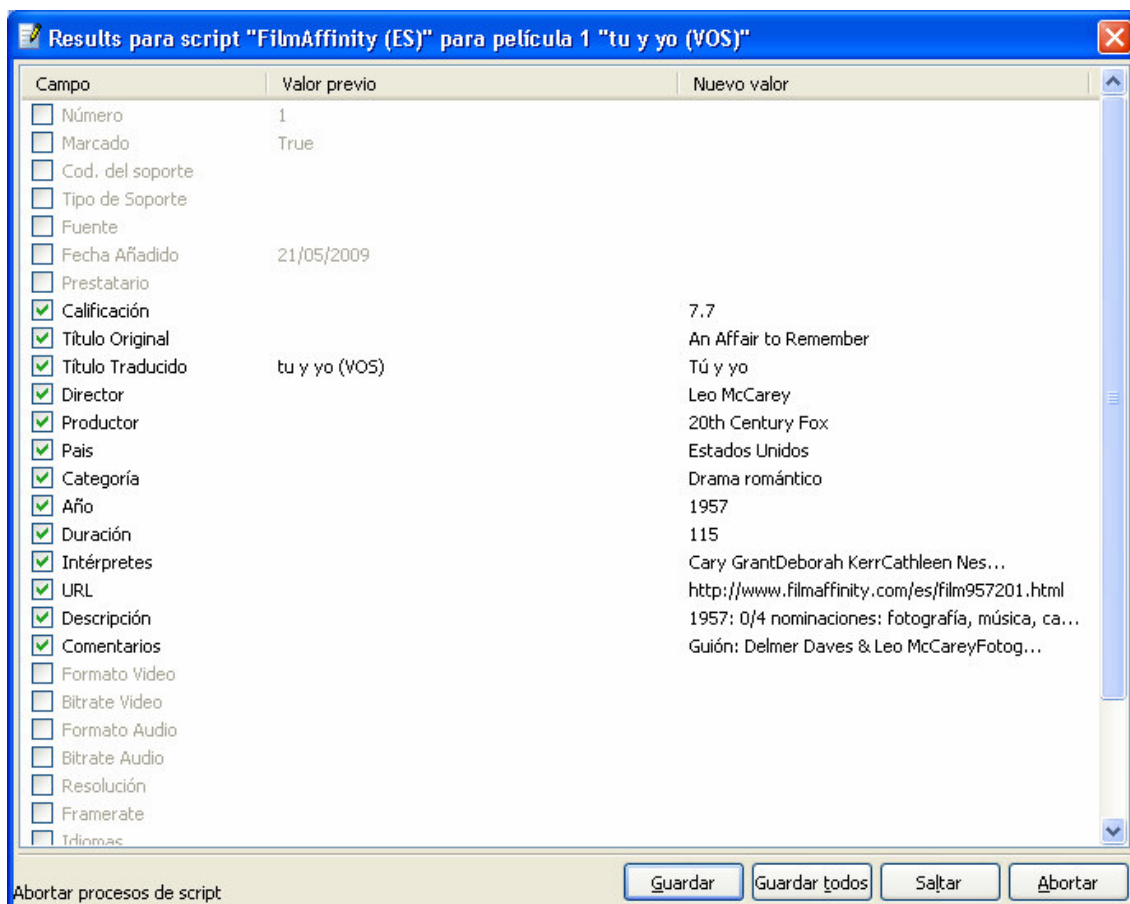 Results para script "FilmAffinity (ES)" para película 1 "tu y yo (VOS)"
Campo Valor previo Nuevo valor
Número 1
Marcado True
Cod. del soporte
Tipo de Soporte
Fuente
Fecha Añadido 21/05/2009
Prestatario
Calificación 7.7
Título Original An Affair to Remember
Título Traducido tu y yo (VOS) Tú y yo
Director Leo McCarey
Productor 20th Century Fox
Pais Estados Unidos
Categoría Drama romántico
Año 1957
Duración 115
Intérpretes Cary GrantDeborah KerrCathleen Nes...
URL http://www.filmaffinity.com/es/film957201.html
Descripción 1957: 0/4 nominaciones: fotografía, música, ca...
Comentarios Guión: Delmer Daves & Leo McCareyFotog...
Formato Video
Bitrate Video
Formato Audio
Bitrate Audio
Resolución
Framerate
Idiomas
Abortar procesos de script Guardar Guardar todos Saltar Abortar